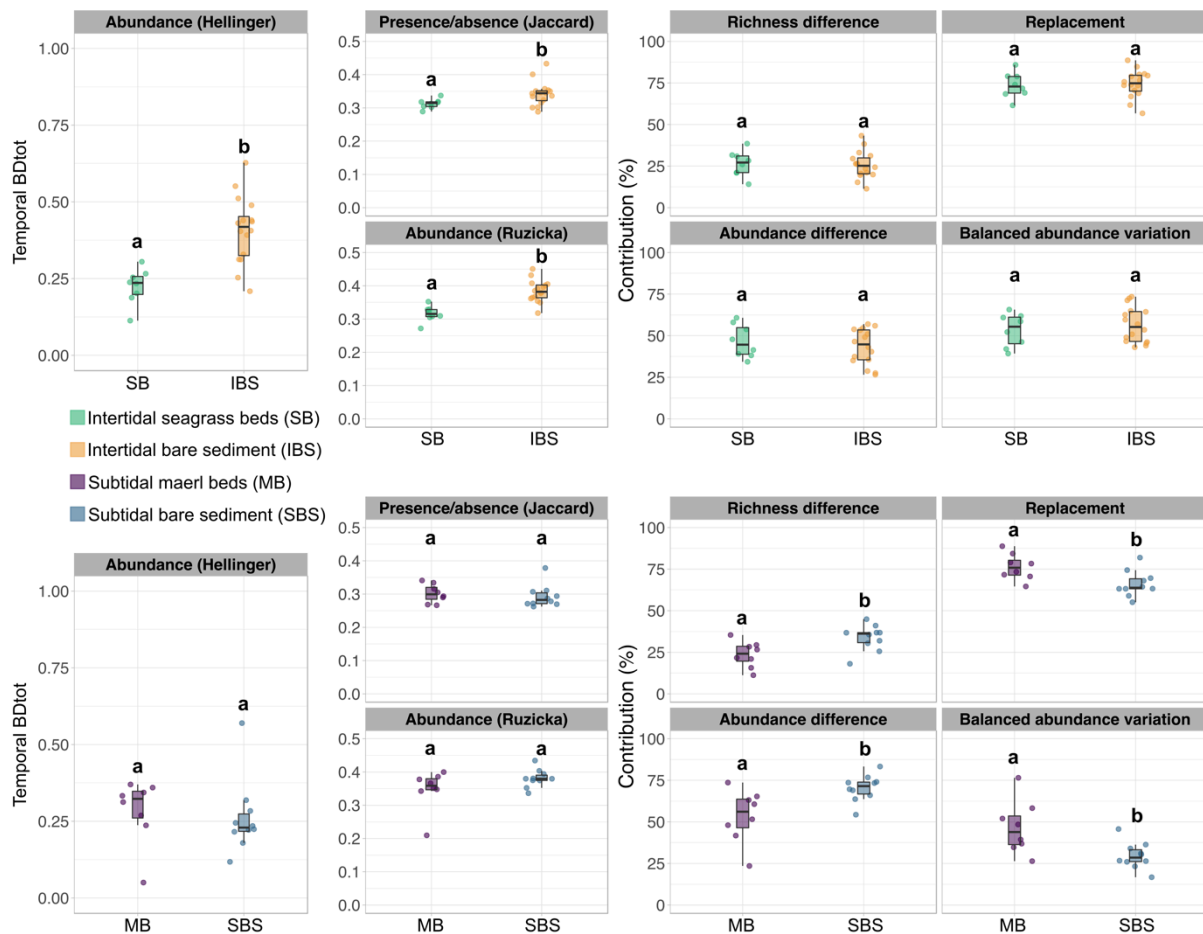 Abundance (Hellinger)
Temporal BDtot
1.00
0.75
0.50
0.25
0.00
a
b
SB
IBS
Presence/absence (Jaccard)
0.5
0.4
0.3
0.2
0.1
0.0
a
b
Abundance (Ruzicka)
0.5
0.4
0.3
0.2
0.1
0.0
a
b
SB
IBS
Contribution (%)
Richness difference
Replacement
100
75
50
25
0
a
a
a
a
Abundance difference
Balanced abundance variation
100
75
50
25
0
a
a
a
a
SB
IBS
SB
IBS
Intertidal seagrass beds (SB)
Intertidal bare sediment (IBS)
Subtidal maerl beds (MB)
Subtidal bare sediment (SBS)
Abundance (Hellinger)
Temporal BDtot
1.00
0.75
0.50
0.25
0.00
a
a
MB
SBS
Presence/absence (Jaccard)
0.5
0.4
0.3
0.2
0.1
0.0
a
a
Abundance (Ruzicka)
0.5
0.4
0.3
0.2
0.1
0.0
a
a
MB
SBS
Contribution (%)
Richness difference
Replacement
100
75
50
25
0
a
b
a
b
Abundance difference
Balanced abundance variation
100
75
50
25
0
a
b
a
b
MB
SBS
MB
SBS